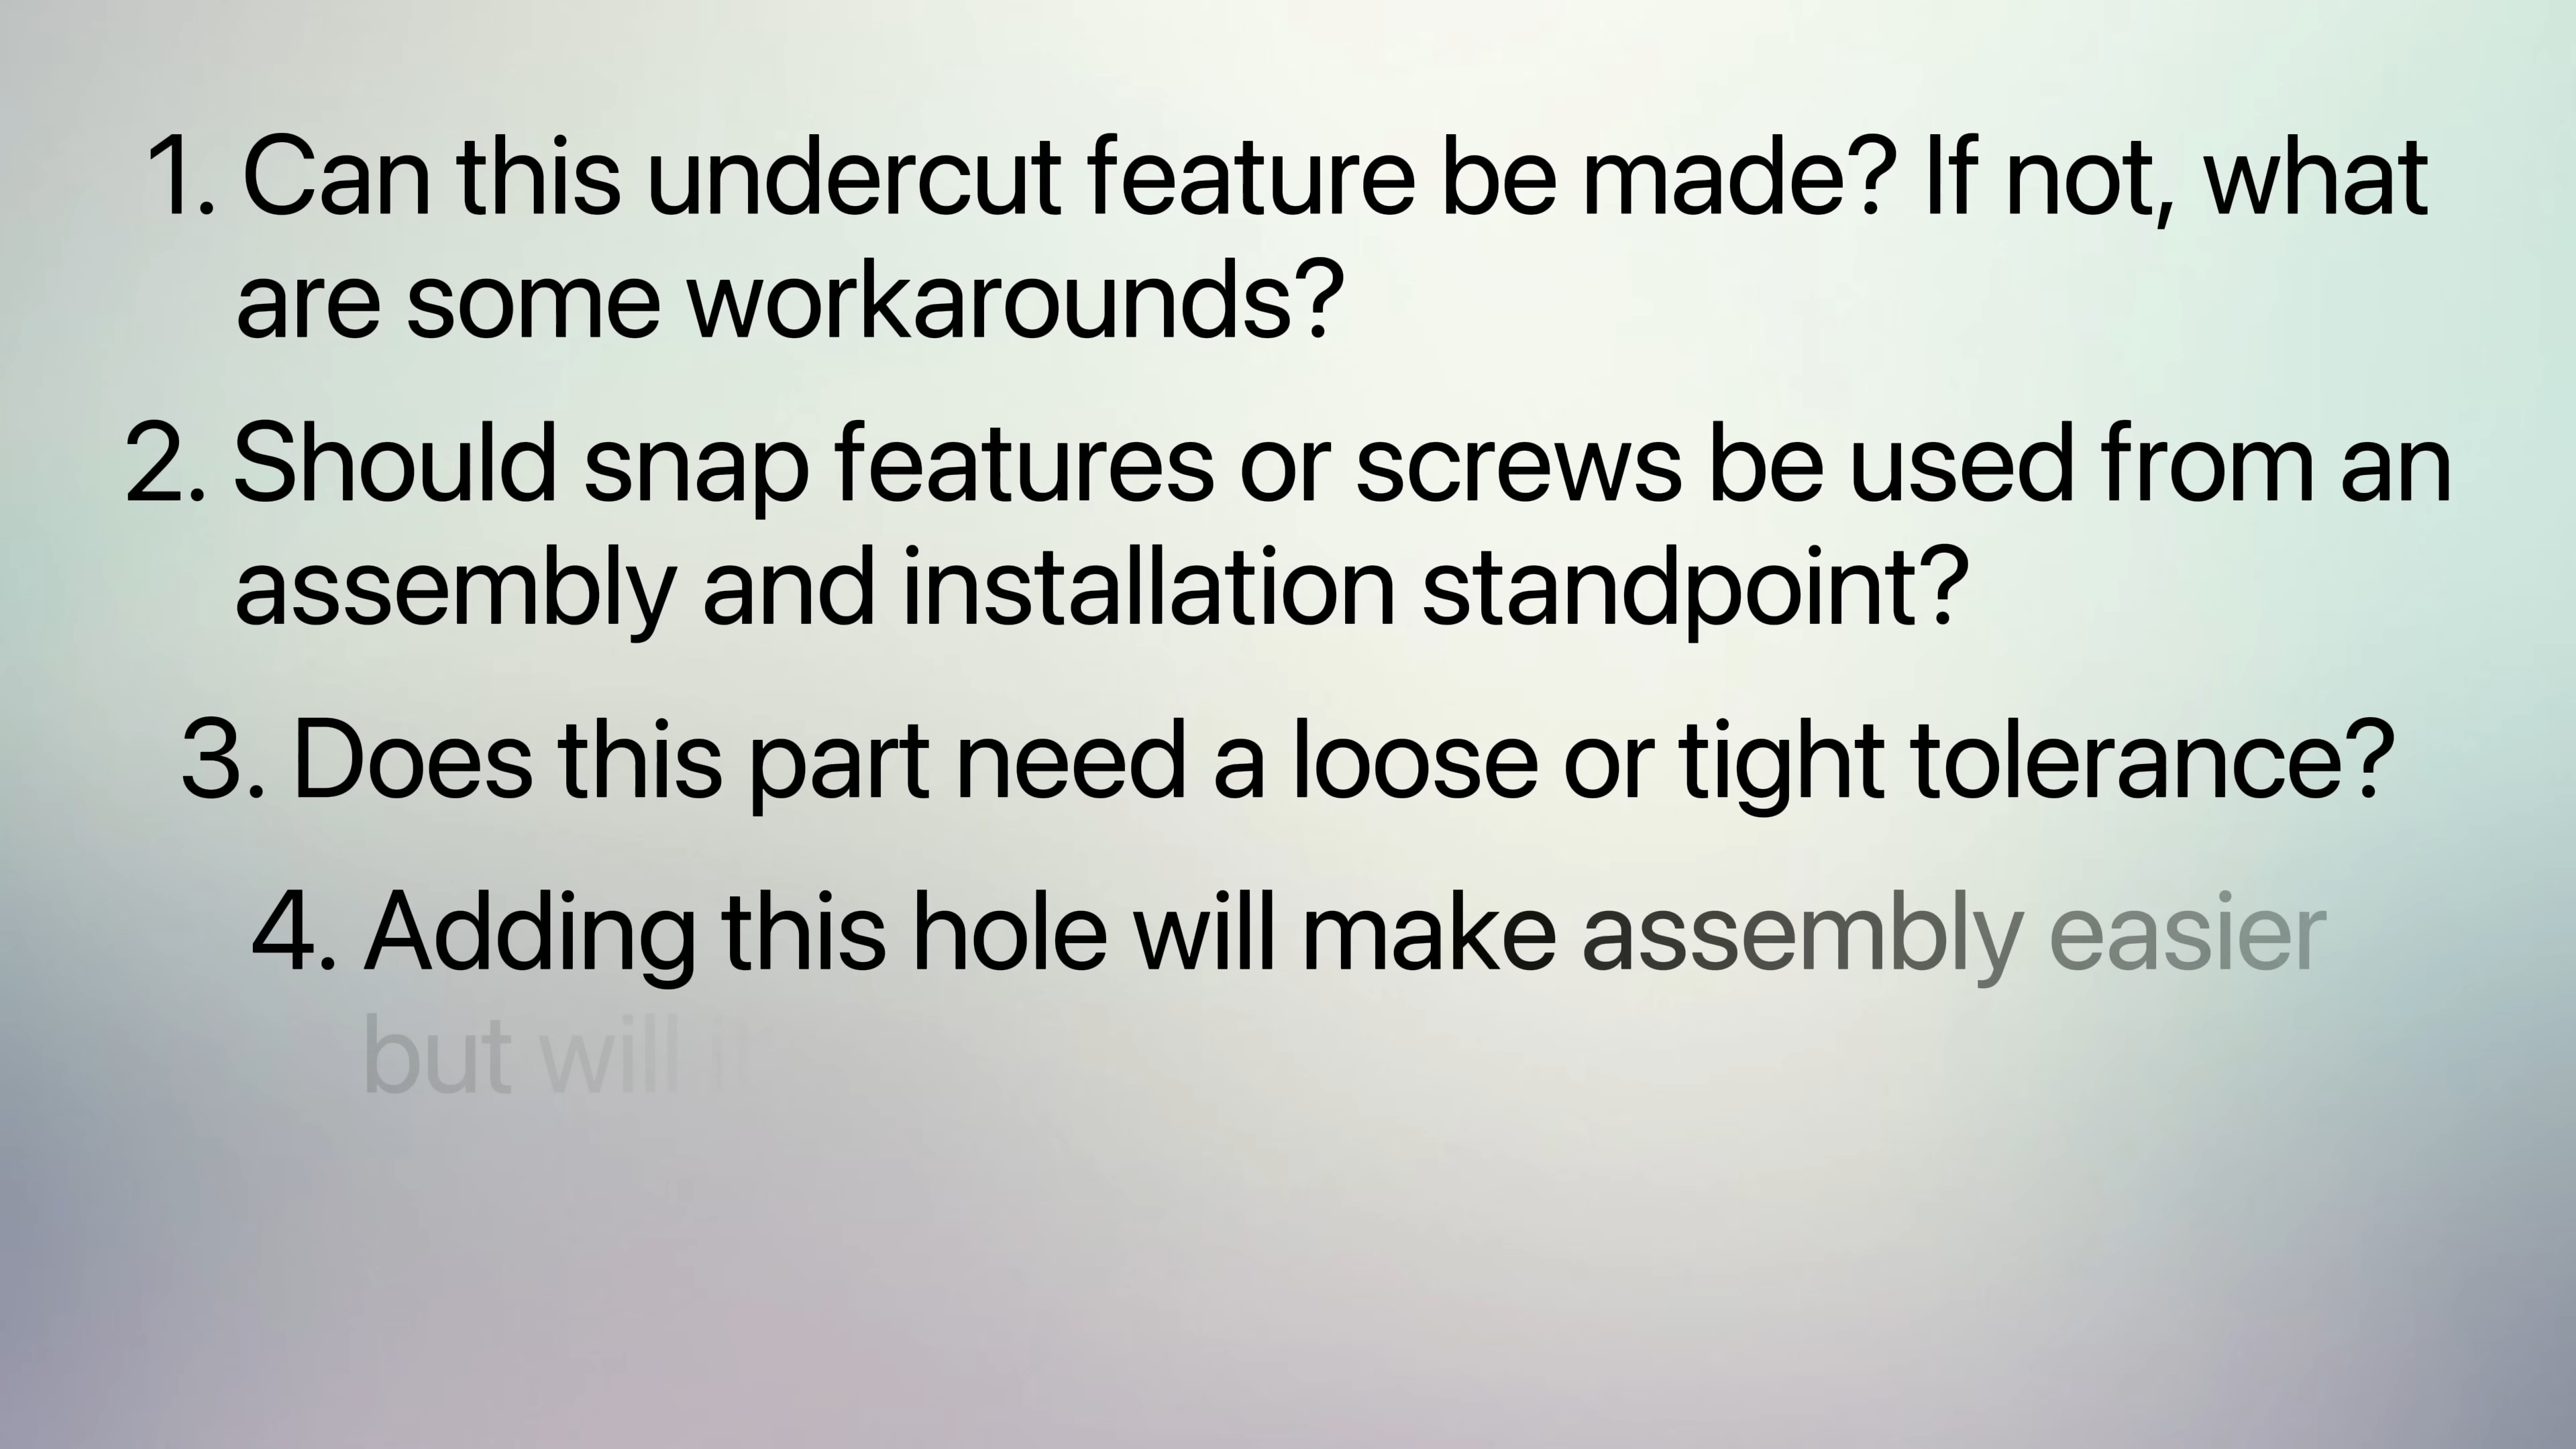 1. Can this undercut feature be made? If not, what
are some workarounds?
2. Should snap features or screws be used from an
assembly and installation standpoint?
3. Does this part need a loose or tight tolerance?
4. Adding this hole will make assembly easier
but will it